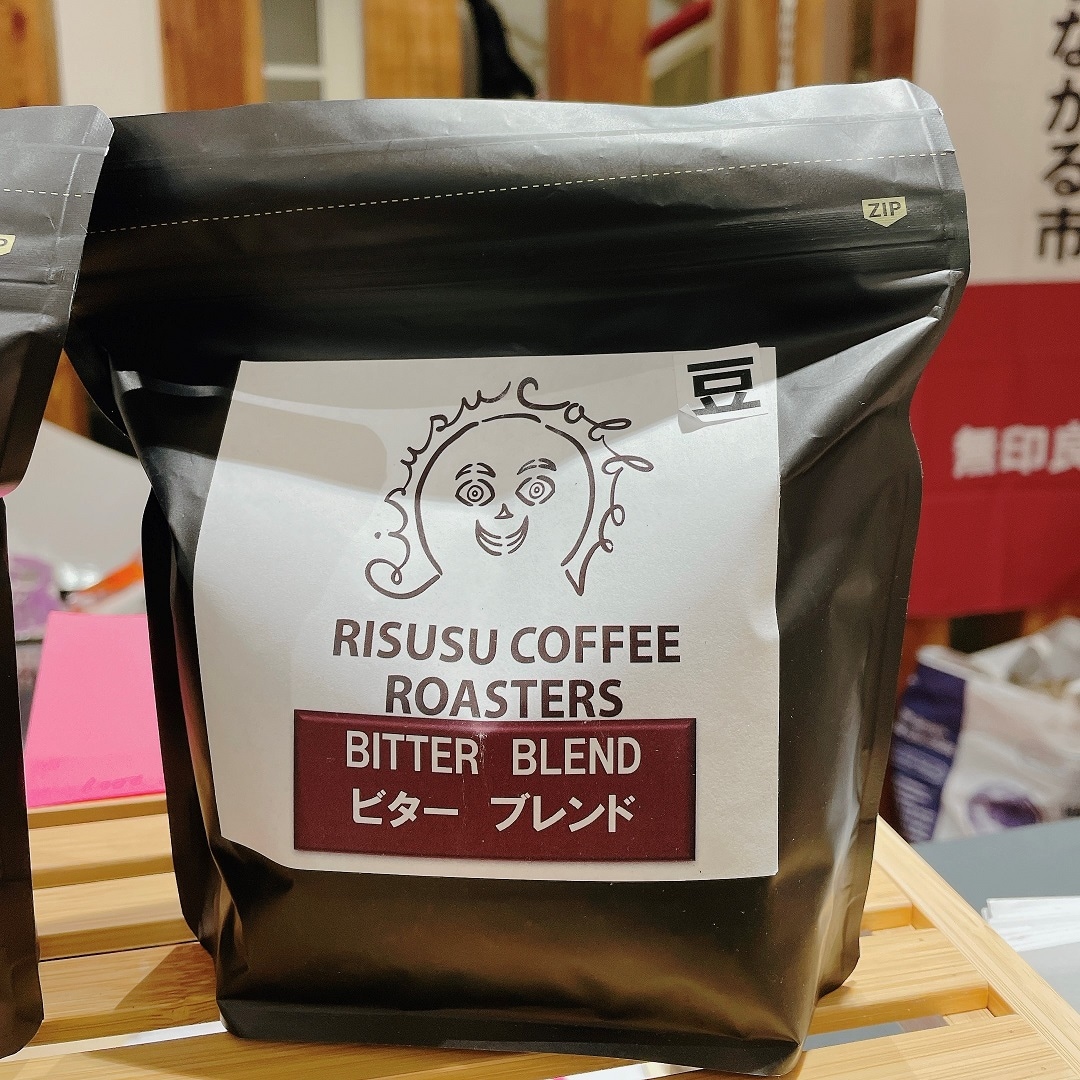 なかる市
ZIP
豆
risusu Coffee
RISUSU COFFEE
ROASTERS
BITTER BLEND
ビター ブレンド
無印良